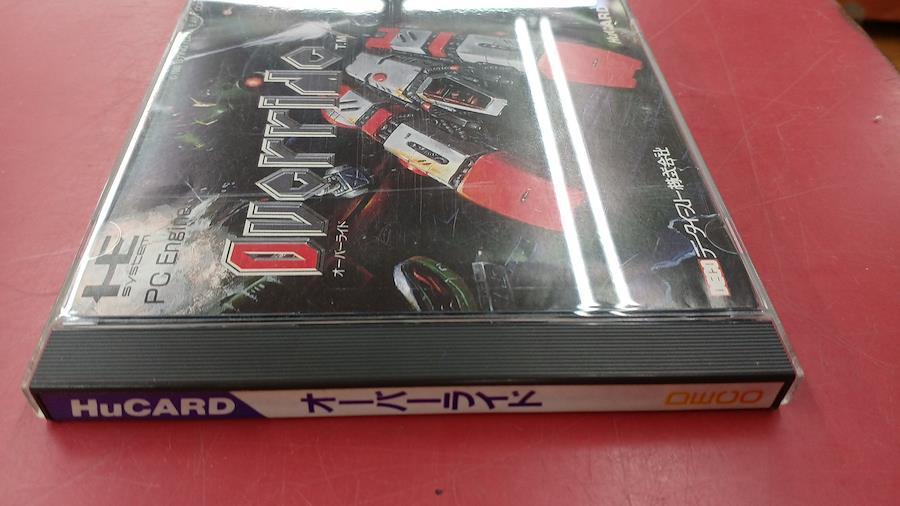 HE
system
PC Engine
Override
T.M.
オーバーライド
HuCARD
DECO
データイースト株式会社
HuCARD
オーバーライド
DECO